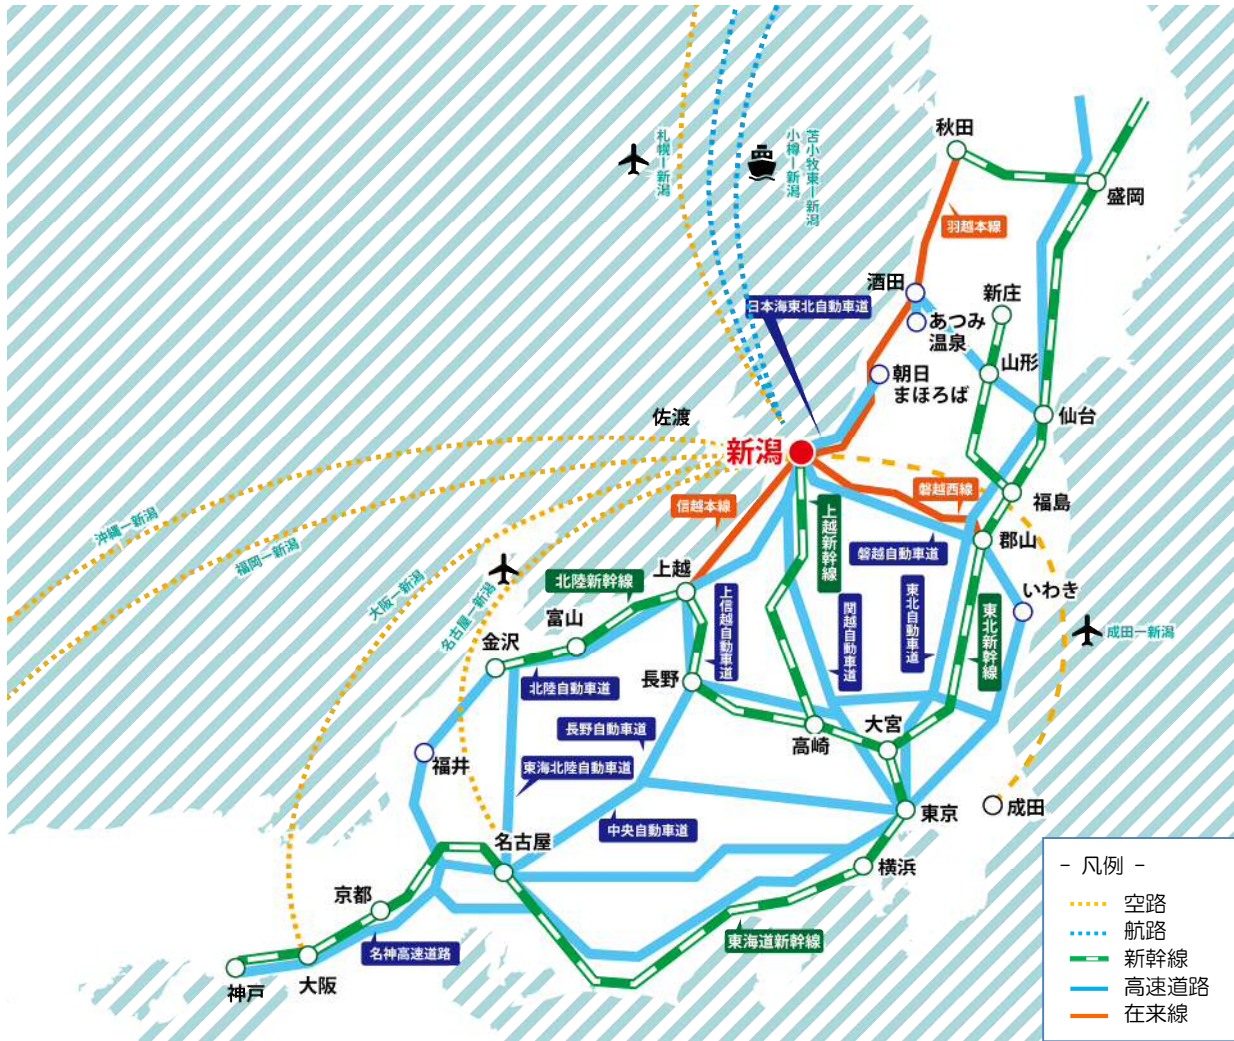 秋田
札幌ー新潟
小樽ー新潟
苫小牧東ー新潟
盛岡
羽越本線
酒田
新庄
日本海東北自動車道
あつみ
温泉
山形
朝日
まほろば
佐渡
仙台
新潟
信越本線
磐越西線
福島
上越新幹線
沖縄ー新潟
福岡ー新潟
磐越自動車道
郡山
上越
北陸新幹線
大阪ー新潟
名古屋ー新潟
いわき
富山
上信越自動車道
関越自動車道
東北自動車道
東北新幹線
成田ー新潟
金沢
長野
北陸自動車道
大宮
長野自動車道
高崎
福井
東海北陸自動車道
成田
東京
中央自動車道
名古屋
横浜
京都
東海道新幹線
名神高速道路
大阪
神戸
- 凡例 -
空路
航路
新幹線
高速道路
在来線